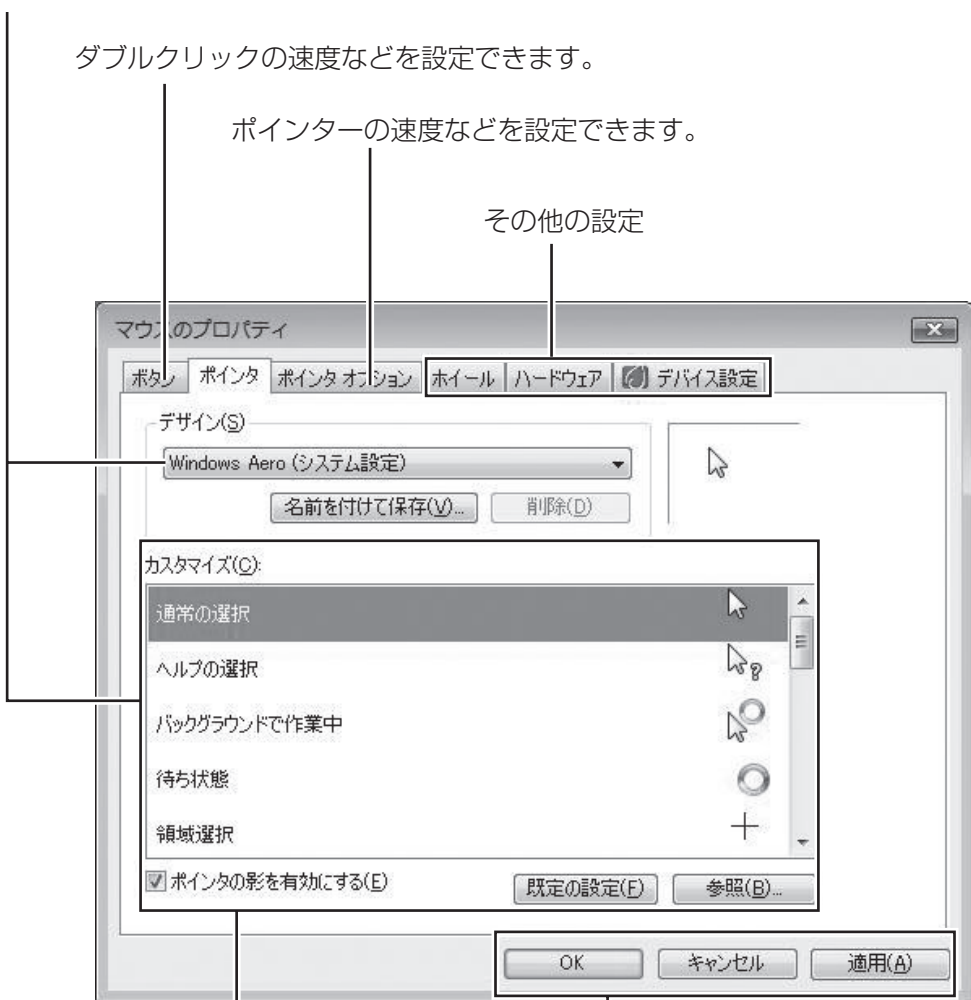 ダブルクリックの速度などを設定できます。
ポインターの速度などを設定できます。
その他の設定
マウスのプロパティ
ボタン ポインタ ポインタ オプション ホイール ハードウェア デバイス設定
デザイン(S)
Windows Aero (システム設定)
名前を付けて保存(V)... 削除(D)
カスタマイズ(C):
通常の選択
ヘルプの選択
バックグラウンドで作業中
待ち状態
領域選択
ポインタの影を有効にする(E) 既定の設定(F) 参照(B)...
OK キャンセル 適用(A)